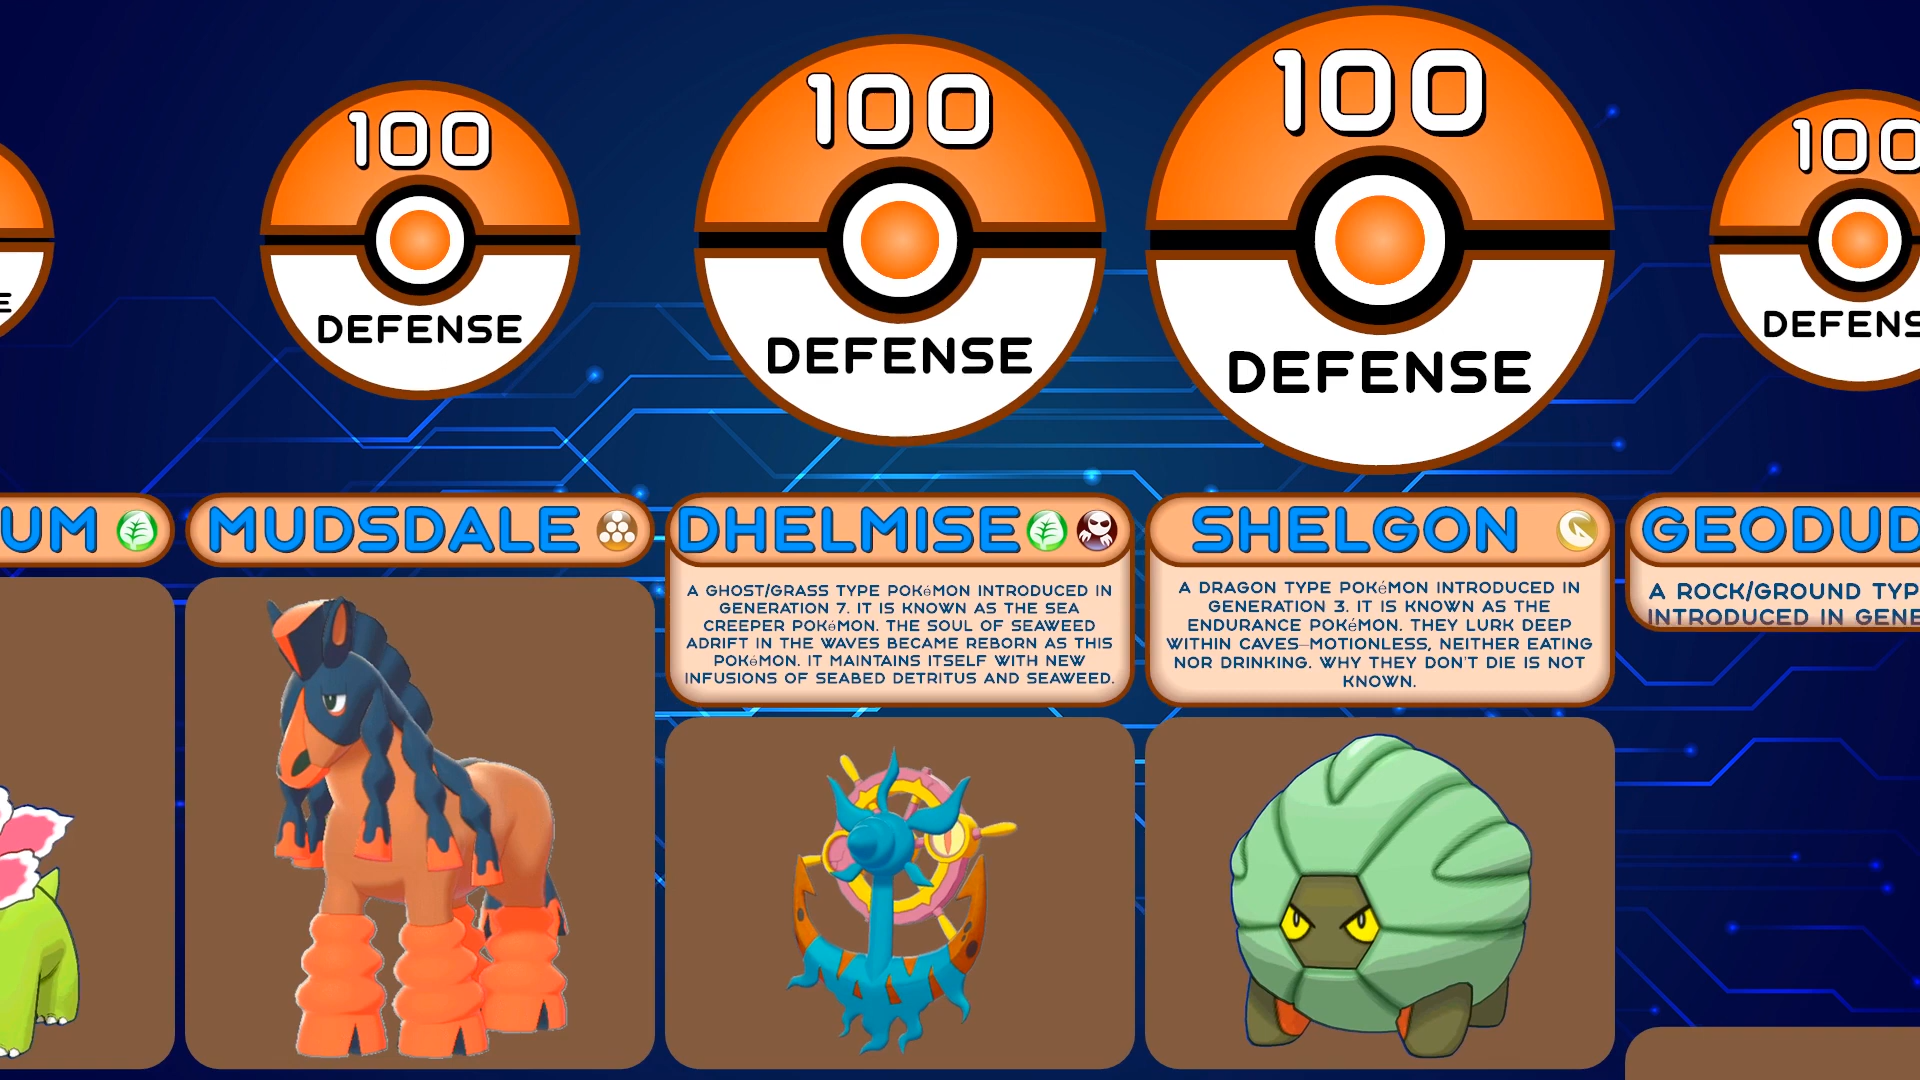 100
DEFENSE
100
DEFENSE
100
DEFENSE
100
DEFENS
E
UM
MUDSDALE
DHELMISE
A GHOST/GRASS TYPE POKéMON INTRODUCED IN
GENERATION 7. IT IS KNOWN AS THE SEA
CREEPER POKéMON. THE SOUL OF SEAWEED
ADRIFT IN THE WAVES BECAME REBORN AS THIS
POKéMON. IT MAINTAINS ITSELF WITH NEW
INFUSIONS OF SEABED DETRITUS AND SEAWEED.
SHELGON
A DRAGON TYPE POKéMON INTRODUCED IN
GENERATION 3. IT IS KNOWN AS THE
ENDURANCE POKéMON. THEY LURK DEEP
WITHIN CAVES—MOTIONLESS, NEITHER EATING
NOR DRINKING. WHY THEY DON'T DIE IS NOT
KNOWN.
GEODUD
A ROCK/GROUND TYP
INTRODUCED IN GENE